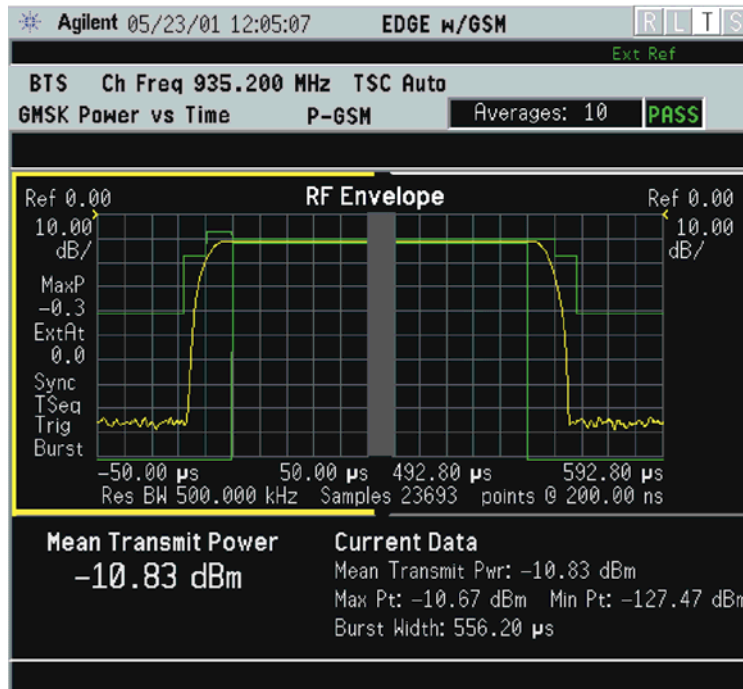 Agilent 05/23/01 12:05:07 EDGE w/GSM R L T S
Ext Ref
BTS Ch Freq 935.200 MHz TSC Auto
GMSK Power vs Time P-GSM Averages: 10 PASS
Ref 0.00 RF Envelope Ref 0.00
10.00 10.00
dB/ dB/
MaxP
-0.3
ExtAt
0.0
Sync
TSeq
Trig
Burst
-50.00 µs 50.00 µs 492.80 µs 592.80 µs
Res BW 500.000 kHz Samples 23693 points @ 200.00 ns
Mean Transmit Power Current Data
-10.83 dBm Mean Transmit Pwr: -10.83 dBm
Max Pt: -10.67 dBm Min Pt: -127.47 dBm
Burst Width: 556.20 µs